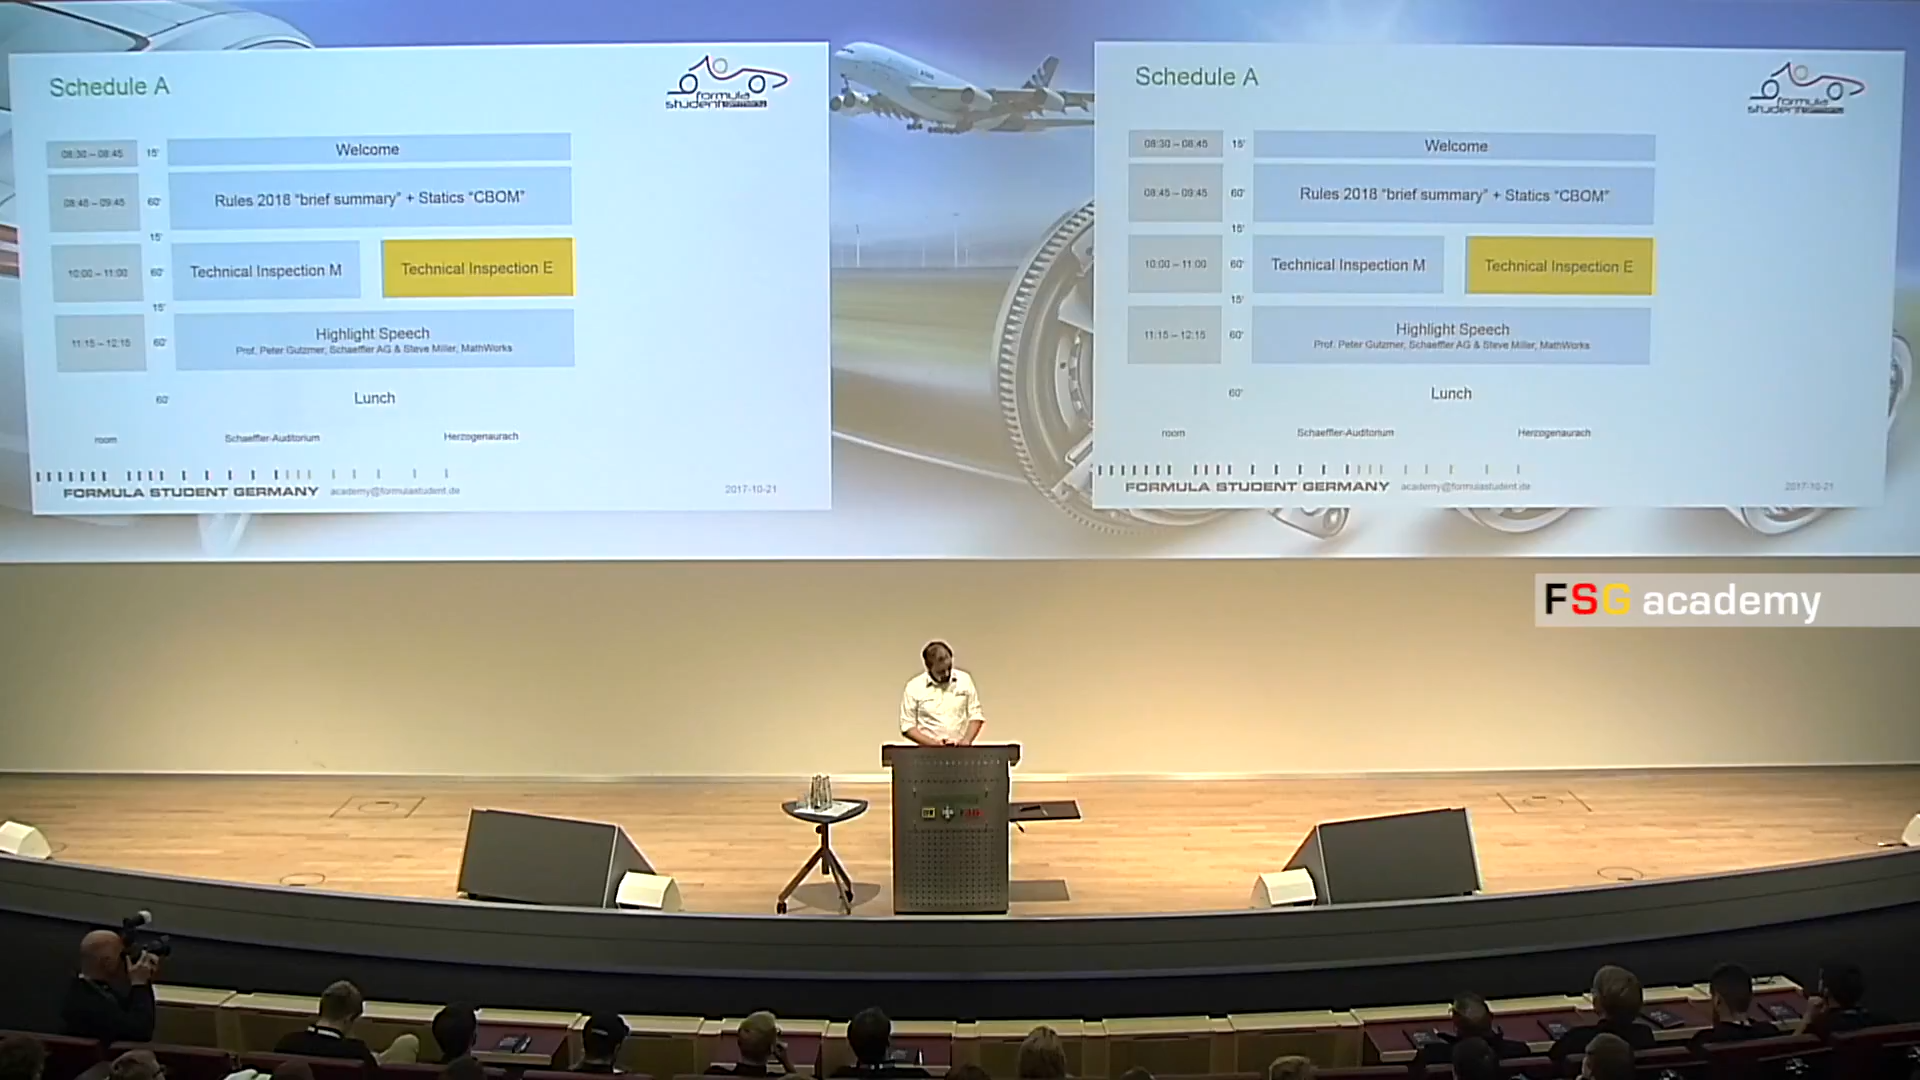 Schedule A
formula
student
08:30 – 08:45 15' Welcome
08:45 – 09:45 60' Rules 2018 “brief summary” + Statics “CBOM”
15'
10:00 – 11:00 60' Technical Inspection M Technical Inspection E
15'
11:15 – 12:15 60' Highlight Speech
Prof. Peter Gutzmer, Schaeffler AG & Steve Miller, MathWorks
60' Lunch
room Schaeffler-Auditorium Herzogenaurach
FORMULA STUDENT GERMANY academy@formulastudent.de 2017-10-21
Schedule A
formula
student
08:30 – 08:45 15' Welcome
08:45 – 09:45 60' Rules 2018 “brief summary” + Statics “CBOM”
15'
10:00 – 11:00 60' Technical Inspection M Technical Inspection E
15'
11:15 – 12:15 60' Highlight Speech
Prof. Peter Gutzmer, Schaeffler AG & Steve Miller, MathWorks
60' Lunch
room Schaeffler-Auditorium Herzogenaurach
FORMULA STUDENT GERMANY academy@formulastudent.de 2017-10-21
FSG academy